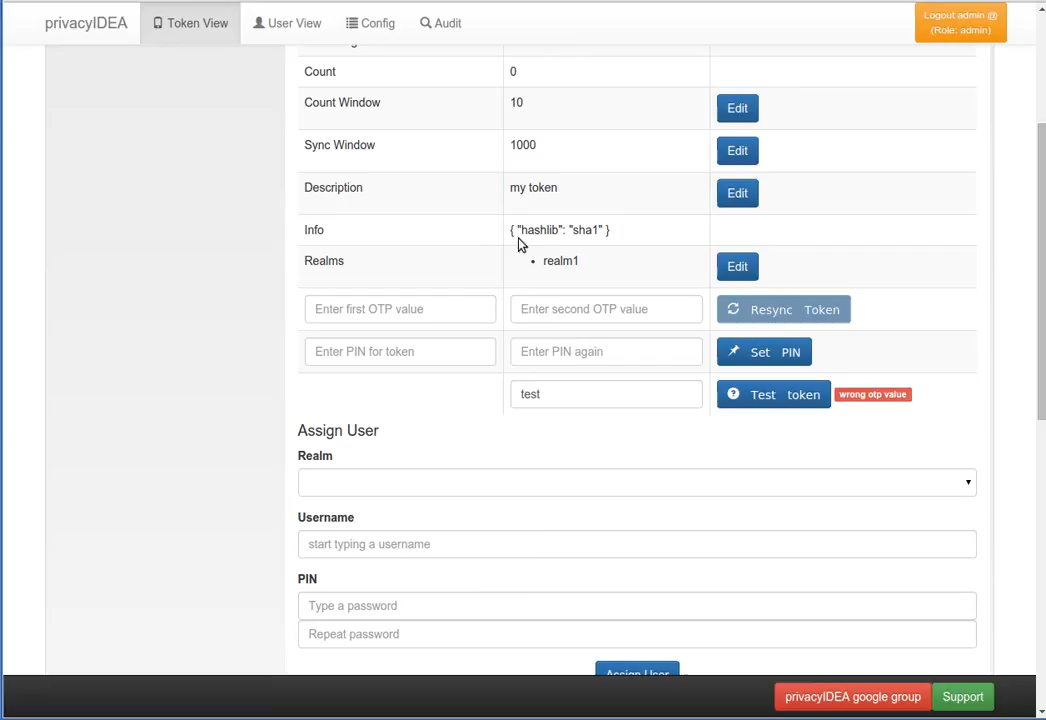 privacyIDEA Token View User View Config Audit
Logout admin @
(Role: admin)
Count 0
Count Window 10 Edit
Sync Window 1000 Edit
Description my token Edit
Info { "hashlib": "sha1" }
Realms • realm1 Edit
Enter first OTP value Enter second OTP value Resync Token
Enter PIN for token Enter PIN again Set PIN
test Test token wrong otp value
Assign User
Realm
Username
start typing a username
PIN
Type a password
Repeat password
Assign User
privacyIDEA google group Support